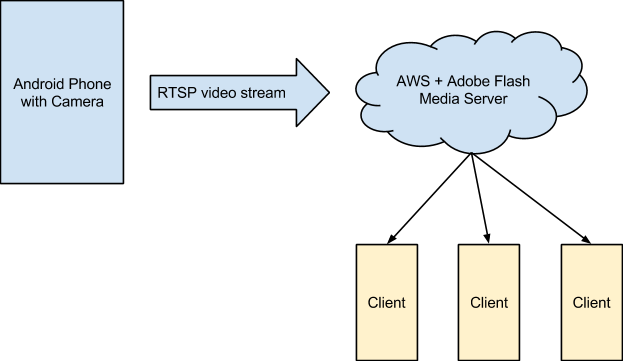 Android Phone
with Camera
RTSP video stream
AWS + Adobe Flash
Media Server
Client
Client
Client